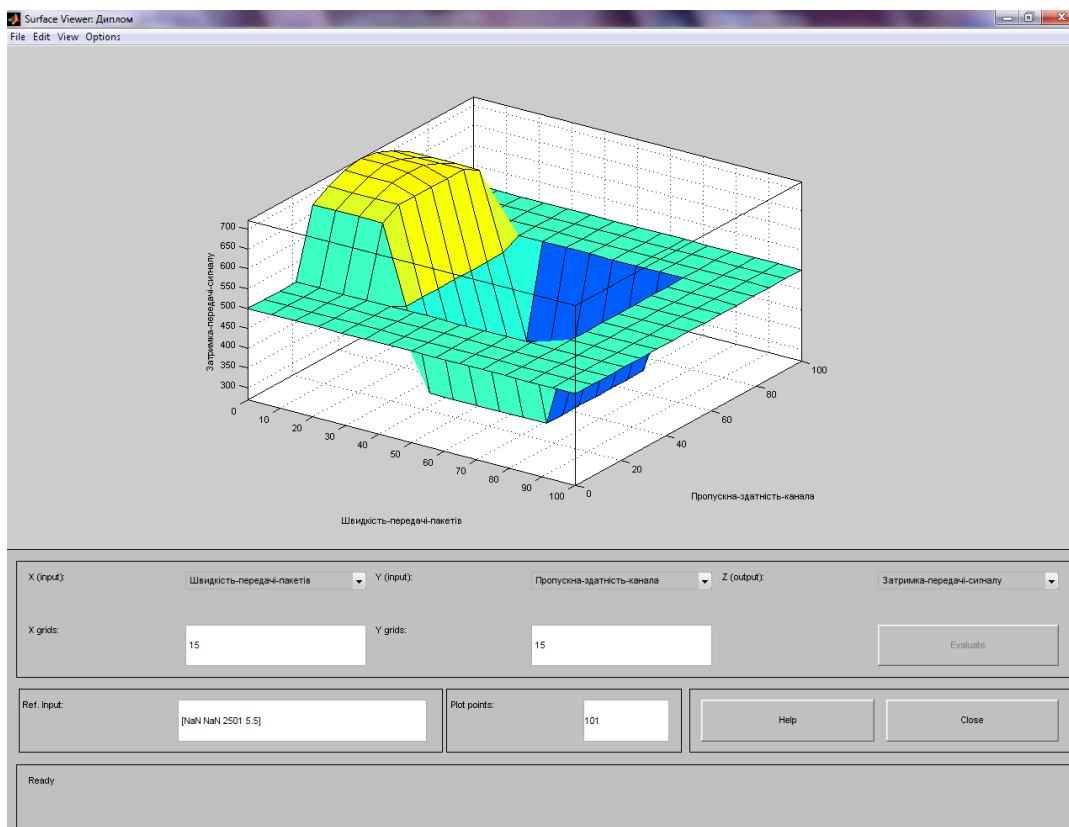 Surface Viewer: Диплом
File Edit View Options
700
650
600
550
500
450
400
350
300
Затримка-передачі-сигналу
0
10
20
30
40
50
60
70
80
90
100
0
20
40
60
80
100
Швидкість-передачі-пакетів
Пропускна-здатність-канала
X (input): Швидкість-передачі-пакетів Y (input): Пропускна-здатність-канала Z (output): Затримка-передачі-сигналу
X grids: 15 Y grids: 15 Evaluate
Ref. Input: [NaN NaN 2501 5.5] Plot points: 101 Help Close
Ready